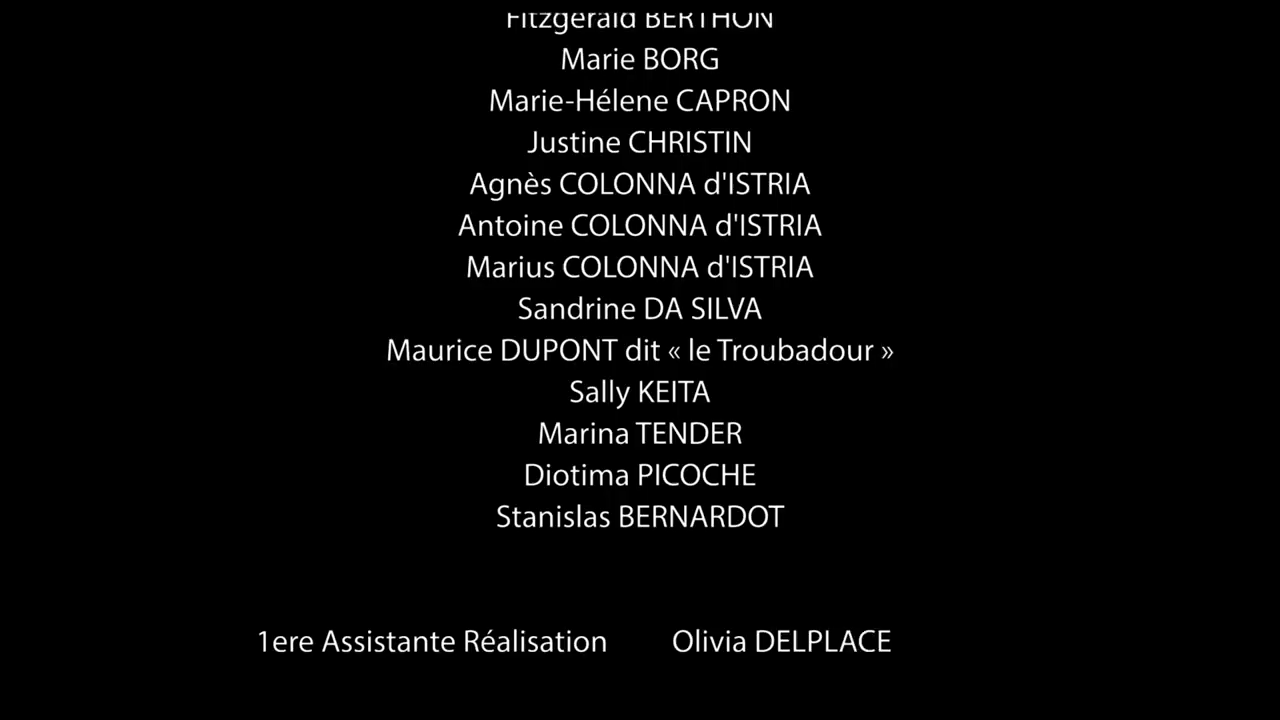 Fitzgerald BERTHON
Marie BORG
Marie-Hélene CAPRON
Justine CHRISTIN
Agnès COLONNA d'ISTRIA
Antoine COLONNA d'ISTRIA
Marius COLONNA d'ISTRIA
Sandrine DA SILVA
Maurice DUPONT dit « le Troubadour »
Sally KEITA
Marina TENDER
Diotima PICOCHE
Stanislas BERNARDOT
1ere Assistante Réalisation Olivia DELPLACE